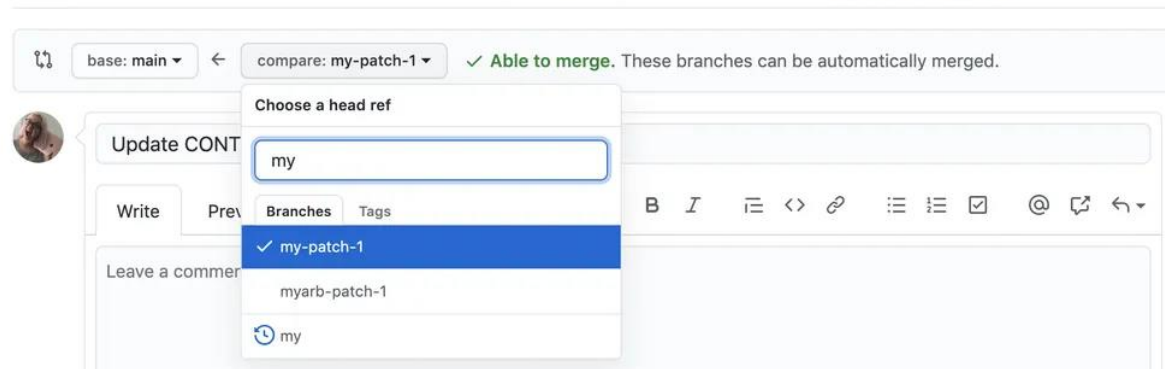 base: main compare: my-patch-1 Able to merge. These branches can be automatically merged.
Choose a head ref
Update CONT
my
Write Prev Branches Tags
my-patch-1
Leave a commer
myarb-patch-1
my